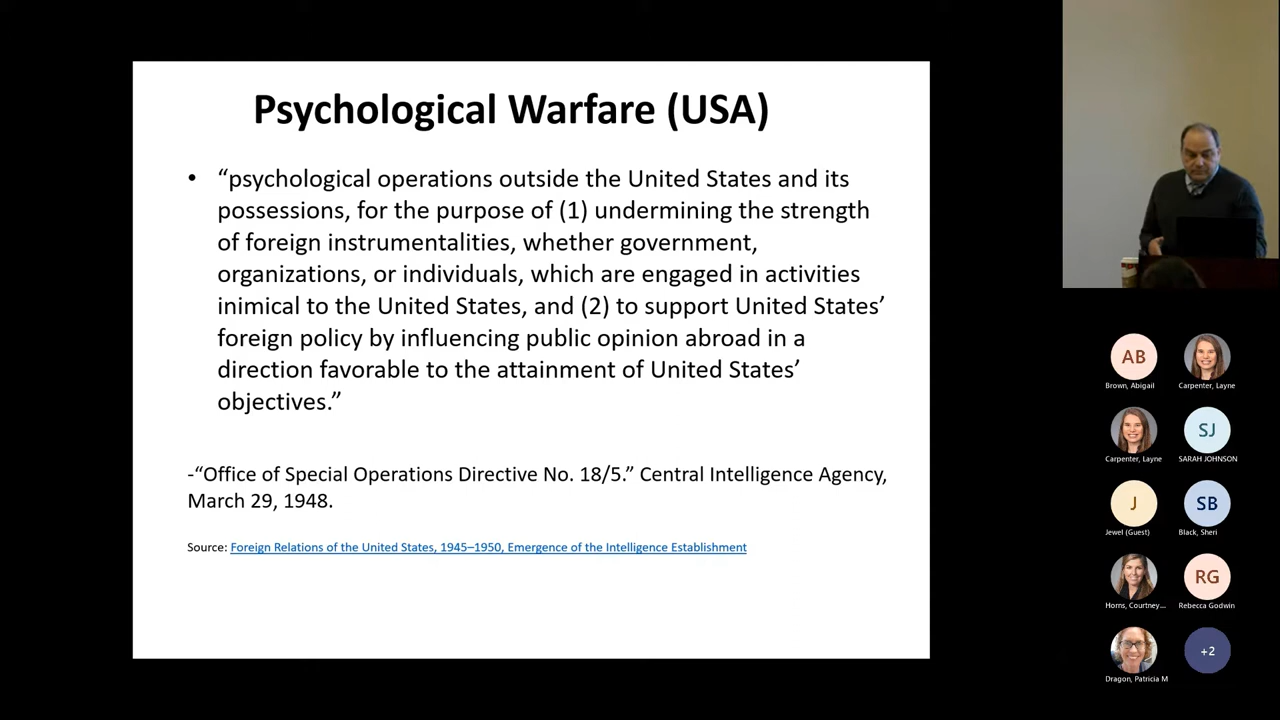 Psychological Warfare (USA)
• “psychological operations outside the United States and its
possessions, for the purpose of (1) undermining the strength
of foreign instrumentalities, whether government,
organizations, or individuals, which are engaged in activities
inimical to the United States, and (2) to support United States’
foreign policy by influencing public opinion abroad in a
direction favorable to the attainment of United States’
objectives.”
-“Office of Special Operations Directive No. 18/5.” Central Intelligence Agency,
March 29, 1948.
Source: Foreign Relations of the United States, 1945–1950, Emergence of the Intelligence Establishment
AB
Brown, Abigail
Carpenter, Layne
SJ
Carpenter, Layne
SARAH JOHNSON
J
SB
Jewel (Guest)
Black, Sheri
RG
Horns, Courtney...
Rebecca Godwin
+2
Dragon, Patricia M